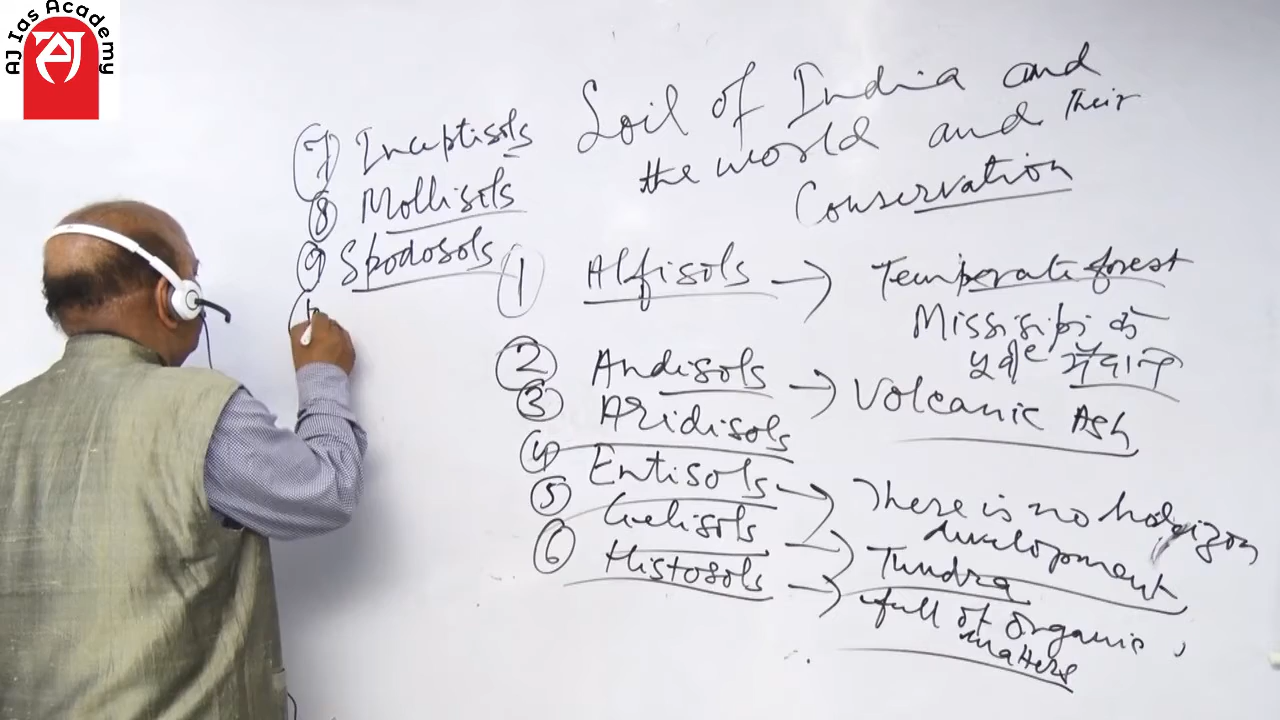 AJ Ias Academy
AJ
Soil of India and
the world and Their
Conservation
① Alfisols → Temperate forest
Missisipi के
पूर्व मैदान
② Andisols → Volcanic Ash
③ Aridisols
④ Entisols → There is no horizon
development
⑤ Gelisols → Tundra
⑥ Histosols → full of organic
matters
⑦ Inceptisols
⑧ Mollisols
⑨ Spodosols